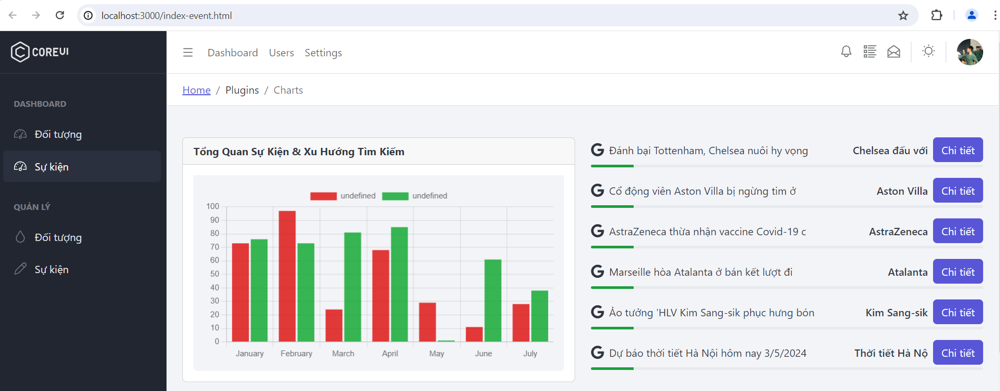 localhost:3000/index-event.html
COREUI
Dashboard Users Settings
Home / Plugins / Charts
DASHBOARD
Đối tượng
Sự kiện
QUẢN LÝ
Đối tượng
Sự kiện
Tổng Quan Sự Kiện & Xu Hướng Tìm Kiếm
undefined undefined
100
90
80
70
60
50
40
30
20
10
0
January February March April May June July
Đánh bại Tottenham, Chelsea nuôi hy vọng Chelsea đấu với Chi tiết
Cổ động viên Aston Villa bị ngừng tim ở Aston Villa Chi tiết
AstraZeneca thừa nhận vaccine Covid-19 c AstraZeneca Chi tiết
Marseille hòa Atalanta ở bán kết lượt đi Atalanta Chi tiết
Ảo tưởng 'HLV Kim Sang-sik phục hưng bón Kim Sang-sik Chi tiết
Dự báo thời tiết Hà Nội hôm nay 3/5/2024 Thời tiết Hà Nộ Chi tiết